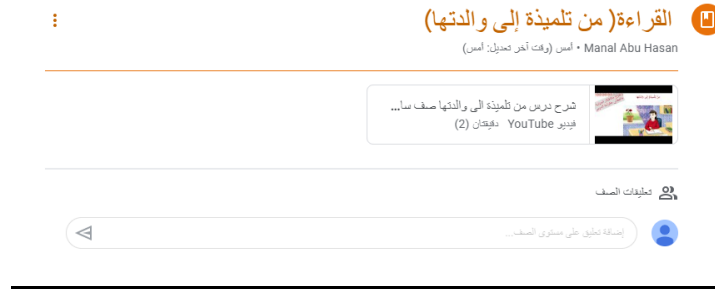 القراءة( من تلميذة إلى والدتها)
Manal Abu Hasan • أمس (وقت آخر تعديل: أمس)
شرح درس من تلميذة الى والدتها صف سا...
فيديو YouTube دقيقتان (2)
تعليقات الصف
إضافة تعليق على مستوى الصف...